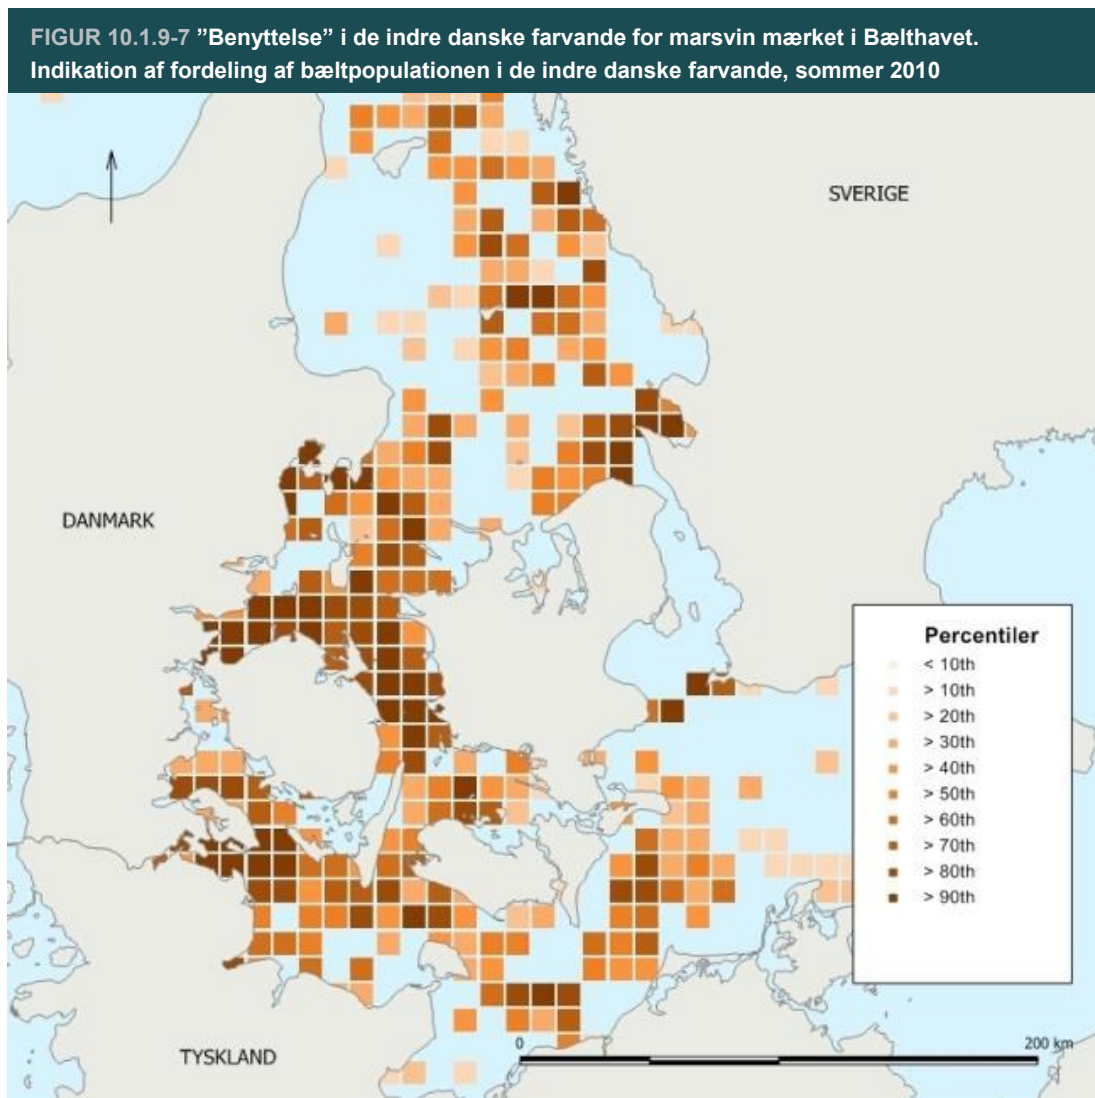 FIGUR 10.1.9-7 ”Benyttelse” i de indre danske farvande for marsvin mærket i Bælthavet.
Indikation af fordeling af bæltpopulationen i de indre danske farvande, sommer 2010
SVERIGE
DANMARK
Percentiler
< 10th
> 10th
> 20th
> 30th
> 40th
> 50th
> 60th
> 70th
> 80th
> 90th
0
200 km
TYSKLAND